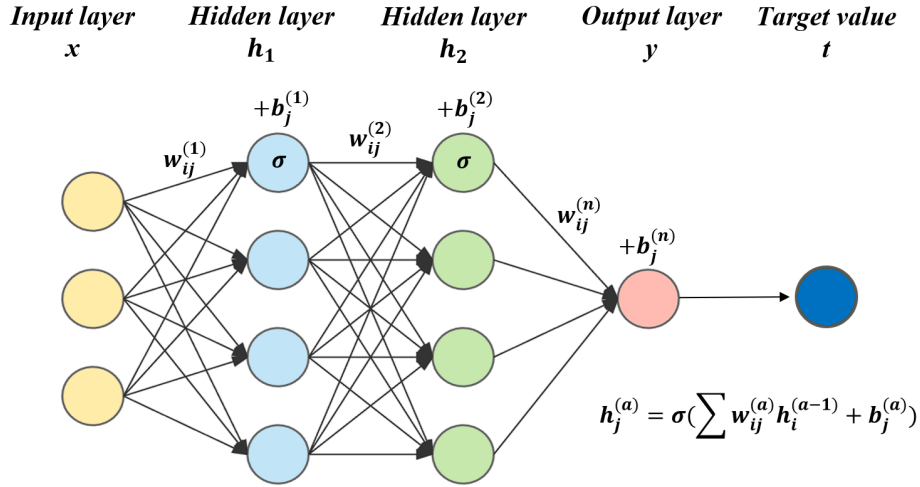 Input layer Hidden layer Hidden layer Output layer Target value
x h₁ h₂ y t
+b_j^(1) +b_j^(2)
w_ij^(1) w_ij^(2)
σ σ
w_ij^(n)
+b_j^(n)
h_j^(a) = σ(∑ w_ij^(a) h_i^(a−1) + b_j^(a))